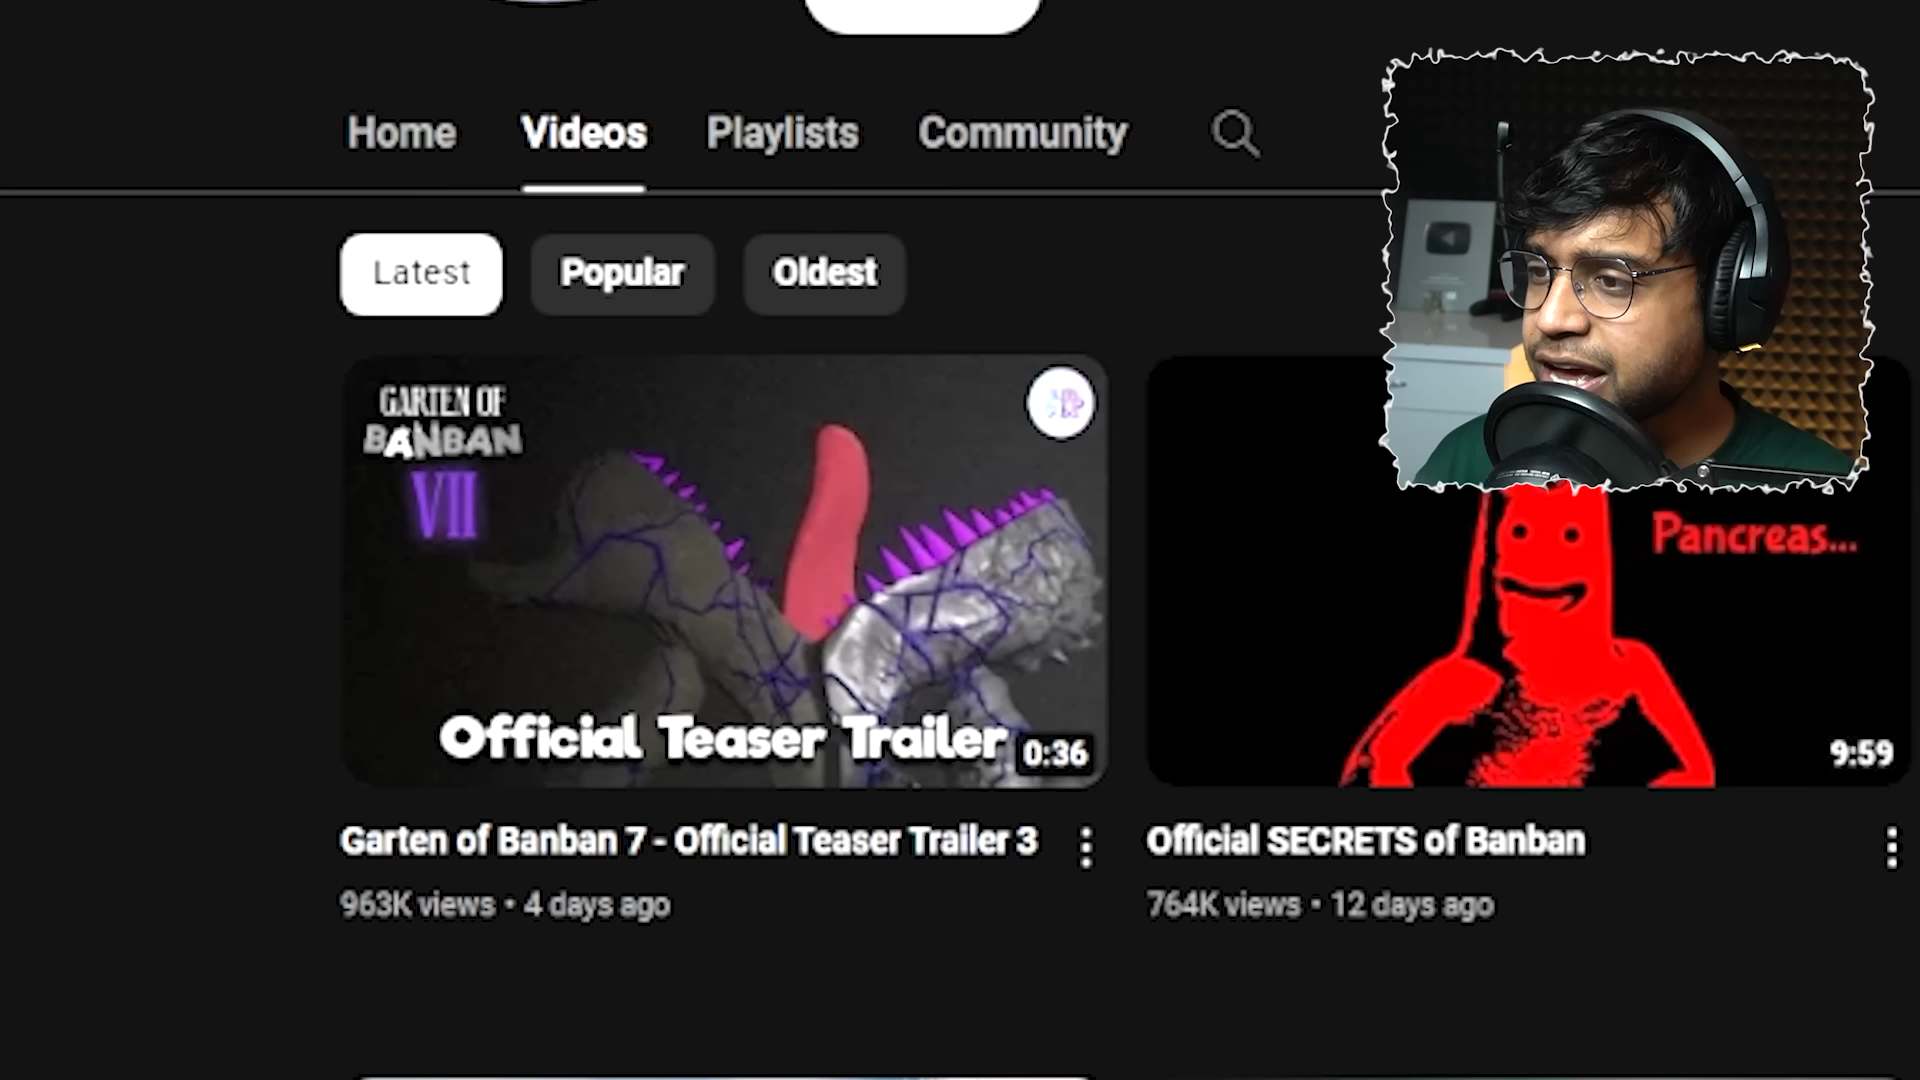 Home Videos Playlists Community
Latest Popular Oldest
GARTEN OF
BANBAN
VII
Official Teaser Trailer
0:36
Pancreas...
9:59
Garten of Banban 7 - Official Teaser Trailer 3
963K views • 4 days ago
Official SECRETS of Banban
764K views • 12 days ago